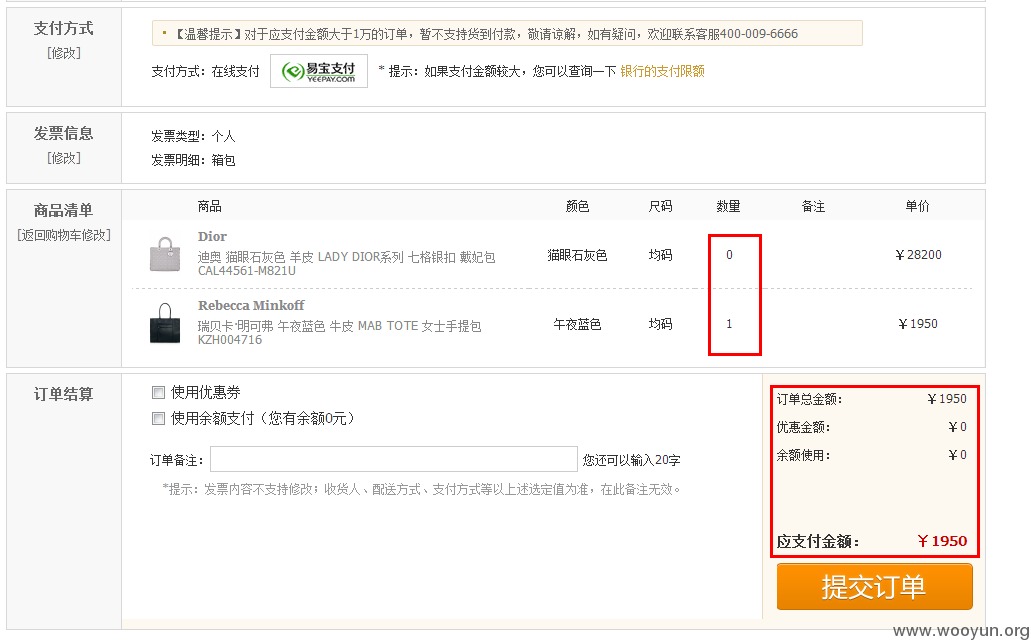 支付方式
[修改]
【温馨提示】对于应支付金额大于1万的订单，暂不支持货到付款，敬请谅解，如有疑问，欢迎联系客服400-009-6666
支付方式：在线支付 易宝支付 YEEPAY.COM * 提示：如果支付金额较大，您可以查询一下 银行的支付限额
发票信息
[修改]
发票类型：个人
发票明细：箱包
商品清单
[返回购物车修改]
商品 颜色 尺码 数量 备注 单价
Dior
迪奥 猫眼石灰色 羊皮 LADY DIOR系列 七格银扣 戴妃包
CAL44561-M821U
猫眼石灰色 均码 0 ￥28200
Rebecca Minkoff
瑞贝卡·明可弗 午夜蓝色 牛皮 MAB TOTE 女士手提包
KZH004716
午夜蓝色 均码 1 ￥1950
订单结算
使用优惠券
使用余额支付（您有余额0元）
订单备注： 您还可以输入20字
*提示：发票内容不支持修改；收货人、配送方式、支付方式等以上述选定值为准，在此备注无效。
订单总金额： ￥1950
优惠金额： ￥0
余额使用： ￥0
应支付金额： ￥1950
提交订单
www.wooyun.org